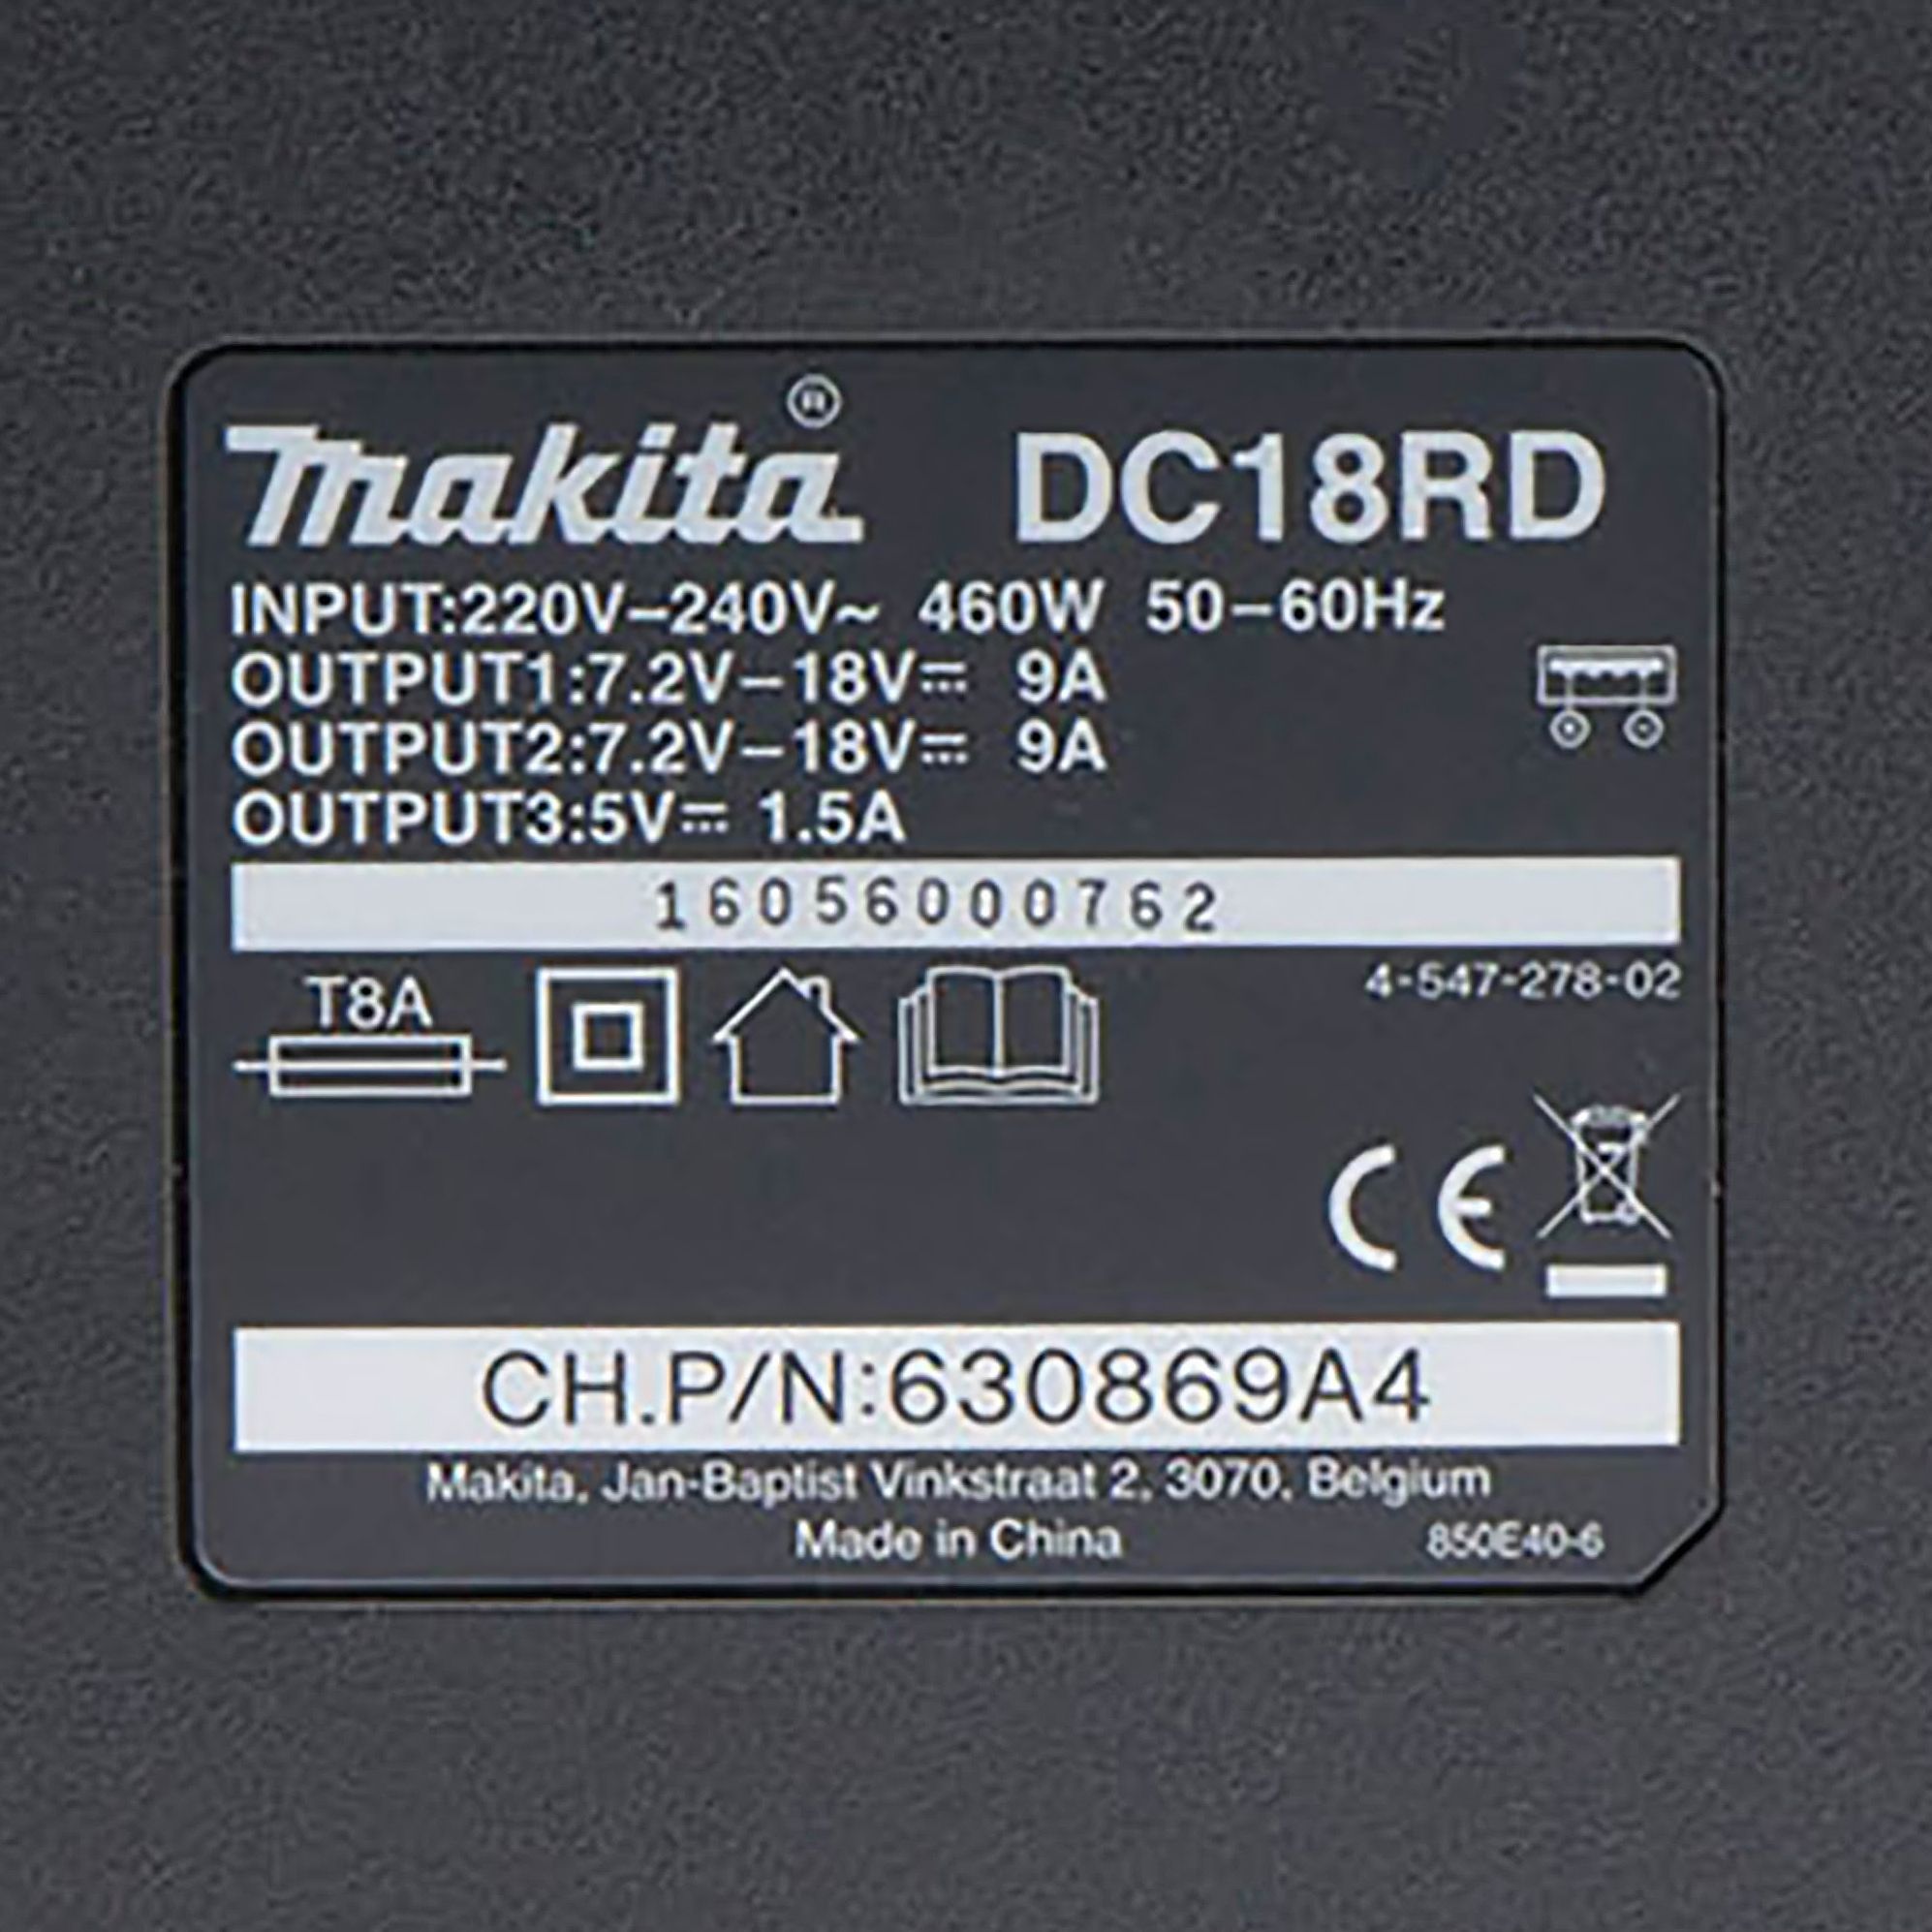 makita® DC18RD
INPUT:220V–240V~ 460W 50–60Hz
OUTPUT1:7.2V–18V⎓ 9A
OUTPUT2:7.2V–18V⎓ 9A
OUTPUT3:5V⎓ 1.5A
16056000762
4-547-278-02
T8A
CE
CH.P/N:630869A4
Makita, Jan-Baptist Vinkstraat 2, 3070, Belgium
Made in China
850E40-6